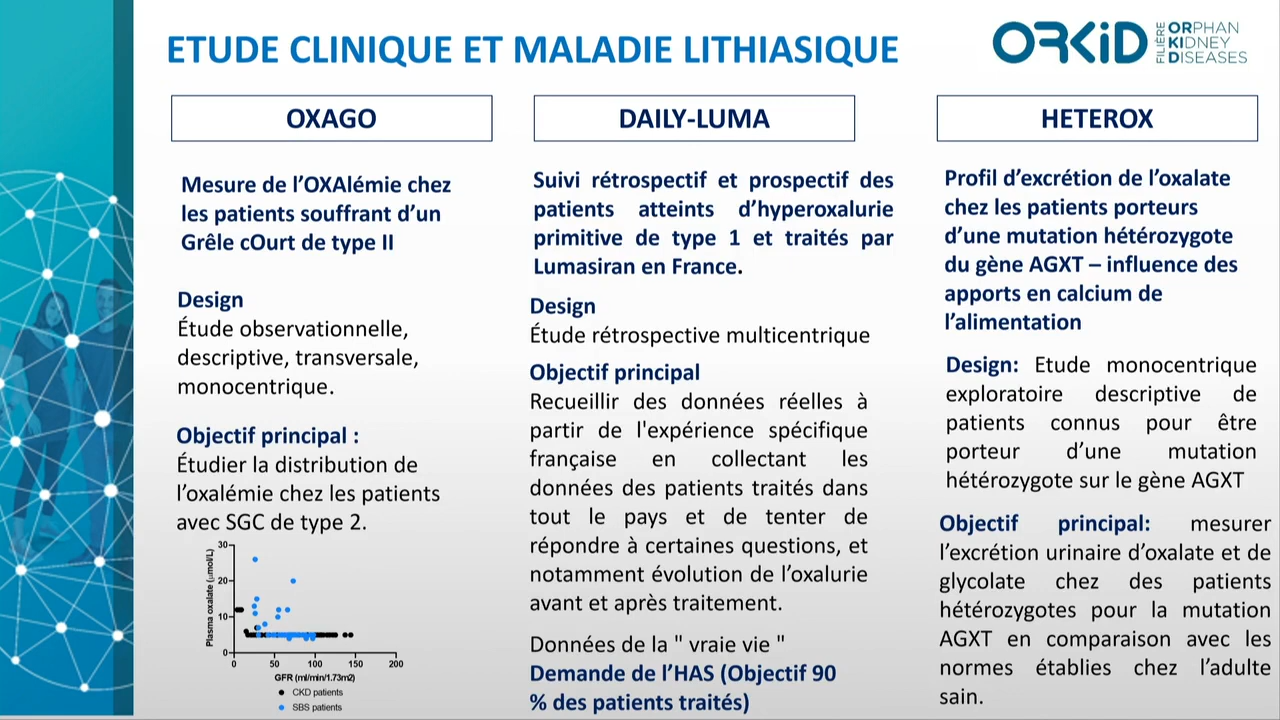 ETUDE CLINIQUE ET MALADIE LITHIASIQUE
ORKiD
FILIÈRE
ORPHAN
KIDNEY
DISEASES
OXAGO
Mesure de l’OXAlémie chez
les patients souffrant d’un
Grêle cOurt de type II
Design
Étude observationnelle,
descriptive, transversale,
monocentrique.
Objectif principal :
Étudier la distribution de
l’oxalémie chez les patients
avec SGC de type 2.
Plasma oxalate (µmol/L)
30
20
10
0
0 50 100 150 200
GFR (ml/min/1.73m2)
CKD patients
SBS patients
DAILY-LUMA
Suivi rétrospectif et prospectif des
patients atteints d’hyperoxalurie
primitive de type 1 et traités par
Lumasiran en France.
Design
Étude rétrospective multicentrique
Objectif principal
Recueillir des données réelles à
partir de l'expérience spécifique
française en collectant les
données des patients traités dans
tout le pays et de tenter de
répondre à certaines questions, et
notamment évolution de l’oxalurie
avant et après traitement.
Données de la " vraie vie "
Demande de l’HAS (Objectif 90
% des patients traités)
HETEROX
Profil d’excrétion de l’oxalate
chez les patients porteurs
d’une mutation hétérozygote
du gène AGXT – influence des
apports en calcium de
l’alimentation
Design: Etude monocentrique
exploratoire descriptive de
patients connus pour être
porteur d’une mutation
hétérozygote sur le gène AGXT
Objectif principal: mesurer
l’excrétion urinaire d’oxalate et de
glycolate chez des patients
hétérozygotes pour la mutation
AGXT en comparaison avec les
normes établies chez l’adulte
sain.